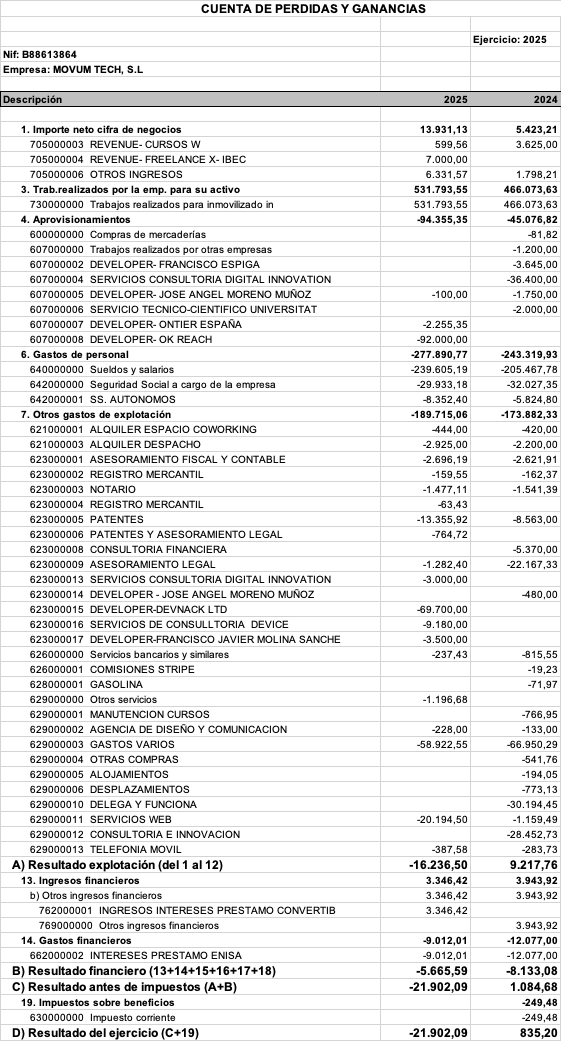 CUENTA DE PERDIDAS Y GANANCIAS
Ejercicio: 2025
Nif: B88613864
Empresa: MOVUM TECH, S.L
Descripción 2025 2024
1. Importe neto cifra de negocios 13.931,13 5.423,21
705000003 REVENUE- CURSOS W 599,56 3.625,00
705000004 REVENUE- FREELANCE X- IBEC 7.000,00
705000006 OTROS INGRESOS 6.331,57 1.798,21
3. Trab.realizados por la emp. para su activo 531.793,55 466.073,63
730000000 Trabajos realizados para inmovilizado in 531.793,55 466.073,63
4. Aprovisionamientos -94.355,35 -45.076,82
600000000 Compras de mercaderías -81,82
607000000 Trabajos realizados por otras empresas -1.200,00
607000002 DEVELOPER- FRANCISCO ESPIGA -3.645,00
607000004 SERVICIOS CONSULTORIA DIGITAL INNOVATION -36.400,00
607000005 DEVELOPER- JOSE ANGEL MORENO MUÑOZ -100,00 -1.750,00
607000006 SERVICIO TECNICO-CIENTIFICO UNIVERSITAT -2.000,00
607000007 DEVELOPER- ONTIER ESPAÑA -2.255,35
607000008 DEVELOPER- OK REACH -92.000,00
6. Gastos de personal -277.890,77 -243.319,93
640000000 Sueldos y salarios -239.605,19 -205.467,78
642000000 Seguridad Social a cargo de la empresa -29.933,18 -32.027,35
642000001 SS. AUTONOMOS -8.352,40 -5.824,80
7. Otros gastos de explotación -189.715,06 -173.882,33
621000001 ALQUILER ESPACIO COWORKING -444,00 -420,00
621000003 ALQUILER DESPACHO -2.925,00 -2.200,00
623000001 ASESORAMIENTO FISCAL Y CONTABLE -2.696,19 -2.621,91
623000002 REGISTRO MERCANTIL -159,55 -162,37
623000003 NOTARIO -1.477,11 -1.541,39
623000004 REGISTRO MERCANTIL -63,43
623000005 PATENTES -13.355,92 -8.563,00
623000006 PATENTES Y ASESORAMIENTO LEGAL -764,72
623000008 CONSULTORIA FINANCIERA -5.370,00
623000009 ASESORAMIENTO LEGAL -1.282,40 -22.167,33
623000013 SERVICIOS CONSULTORIA DIGITAL INNOVATION -3.000,00
623000014 DEVELOPER - JOSE ANGEL MORENO MUÑOZ -480,00
623000015 DEVELOPER-DEVNACK LTD -69.700,00
623000016 SERVICIOS DE CONSULLTORIA DEVICE -9.180,00
623000017 DEVELOPER-FRANCISCO JAVIER MOLINA SANCHE -3.500,00
626000000 Servicios bancarios y similares -237,43 -815,55
626000001 COMISIONES STRIPE -19,23
628000001 GASOLINA -71,97
629000000 Otros servicios -1.196,68
629000001 MANUTENCION CURSOS -766,95
629000002 AGENCIA DE DISEÑO Y COMUNICACION -228,00 -133,00
629000003 GASTOS VARIOS -58.922,55 -66.950,29
629000004 OTRAS COMPRAS -541,76
629000005 ALOJAMIENTOS -194,05
629000006 DESPLAZAMIENTOS -773,13
629000010 DELEGA Y FUNCIONA -30.194,45
629000011 SERVICIOS WEB -20.194,50 -1.159,49
629000012 CONSULTORIA E INNOVACION -28.452,73
629000013 TELEFONIA MOVIL -387,58 -283,73
A) Resultado explotación (del 1 al 12) -16.236,50 9.217,76
13. Ingresos financieros 3.346,42 3.943,92
b) Otros ingresos financieros 3.346,42 3.943,92
762000001 INGRESOS INTERESES PRESTAMO CONVERTIB 3.346,42
769000000 Otros ingresos financieros 3.943,92
14. Gastos financieros -9.012,01 -12.077,00
662000002 INTERESES PRESTAMO ENISA -9.012,01 -12.077,00
B) Resultado financiero (13+14+15+16+17+18) -5.665,59 -8.133,08
C) Resultado antes de impuestos (A+B) -21.902,09 1.084,68
19. Impuestos sobre beneficios -249,48
630000000 Impuesto corriente -249,48
D) Resultado del ejercicio (C+19) -21.902,09 835,20